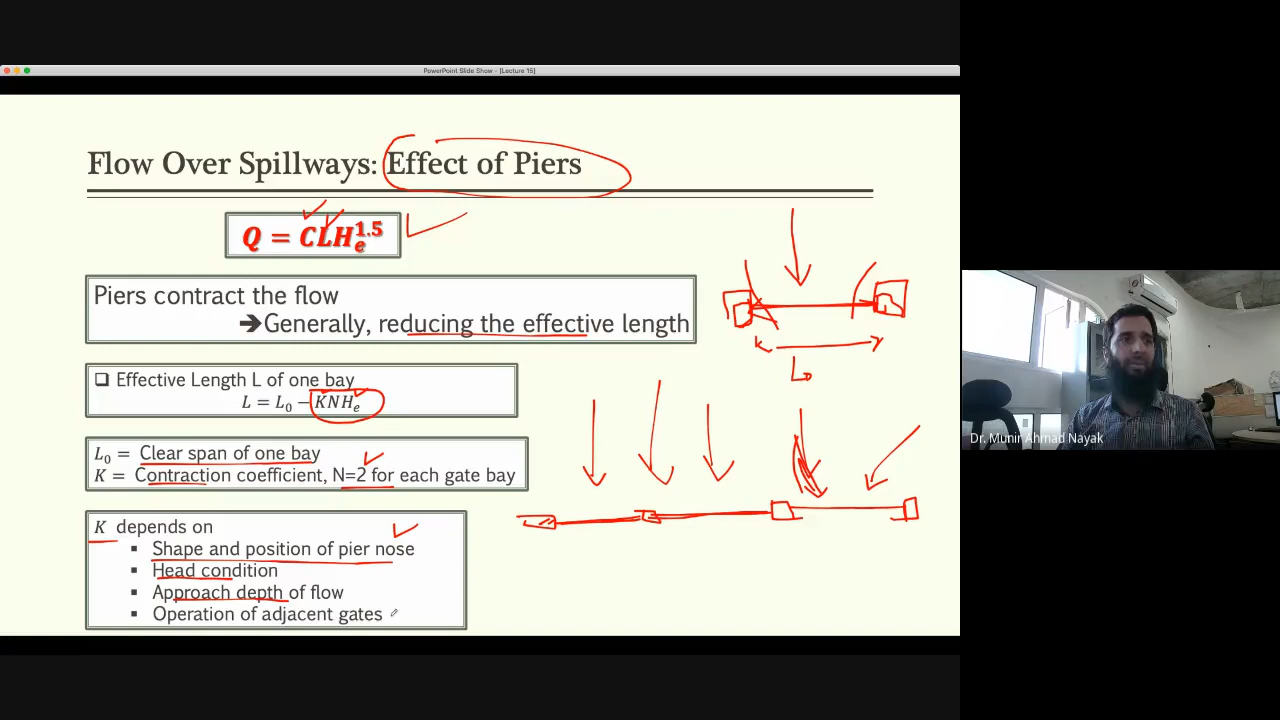 PowerPoint Slide Show - [Lecture 15]
Flow Over Spillways: Effect of Piers
Q = CLH_e^1.5
Piers contract the flow
➔Generally, reducing the effective length
❑ Effective Length L of one bay
L = L₀ − KNHₑ
L₀ = Clear span of one bay
K = Contraction coefficient, N=2 for each gate bay
K depends on
▪ Shape and position of pier nose
▪ Head condition
▪ Approach depth of flow
▪ Operation of adjacent gates
L₀
Dr. Munir Ahmad Nayak